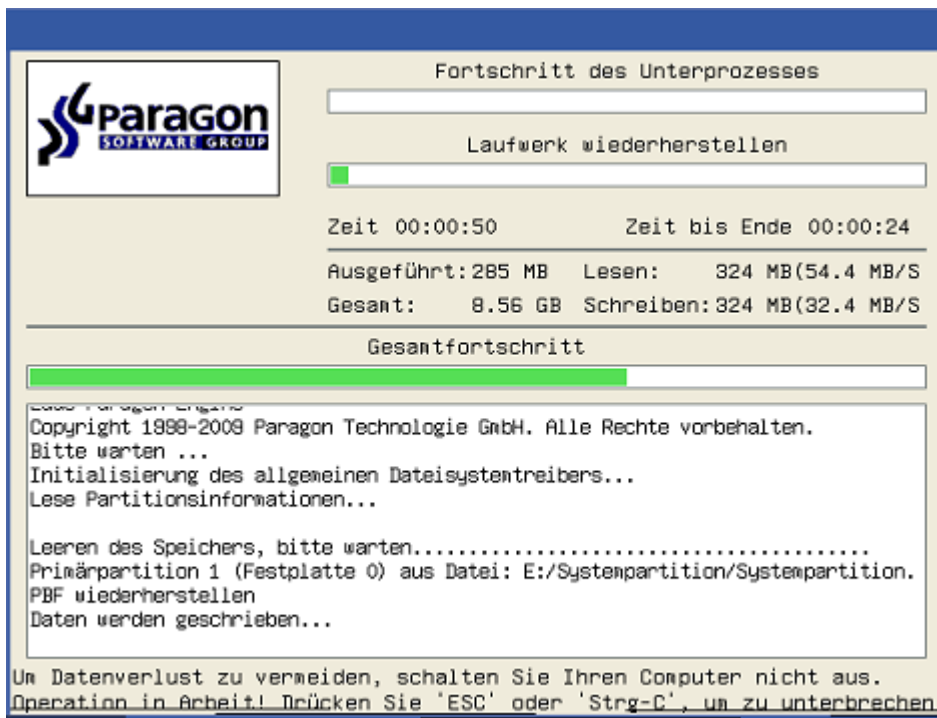 Paragon
SOFTWARE GROUP
Fortschritt des Unterprozesses
Laufwerk wiederherstellen
Zeit 00:00:50 Zeit bis Ende 00:00:24
Ausgeführt: 285 MB Lesen: 324 MB(54.4 MB/S
Gesamt: 8.56 GB Schreiben: 324 MB(32.4 MB/S
Gesamtfortschritt
Copyright 1998-2009 Paragon Technologie GmbH. Alle Rechte vorbehalten.
Bitte warten ...
Initialisierung des allgemeinen Dateisystemtreibers...
Lese Partitionsinformationen...
Leeren des Speichers, bitte warten........................................
Primärpartition 1 (Festplatte 0) aus Datei: E:/Systempartition/Systempartition.
PBF wiederherstellen
Daten werden geschrieben...
Um Datenverlust zu vermeiden, schalten Sie Ihren Computer nicht aus.
Operation in Arbeit! Drücken Sie 'ESC' oder 'Strg-C', um zu unterbrechen